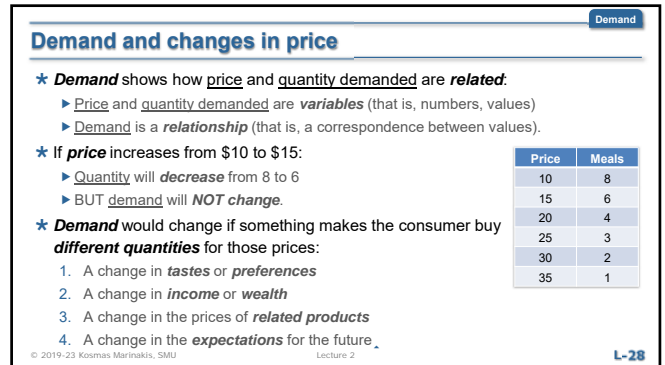 Demand
Demand and changes in price
* Demand shows how price and quantity demanded are related:
▶ Price and quantity demanded are variables (that is, numbers, values)
▶ Demand is a relationship (that is, a correspondence between values).
* If price increases from $10 to $15:
▶ Quantity will decrease from 8 to 6
▶ BUT demand will NOT change.
* Demand would change if something makes the consumer buy
different quantities for those prices:
1. A change in tastes or preferences
2. A change in income or wealth
3. A change in the prices of related products
4. A change in the expectations for the future
Price Meals
10 8
15 6
20 4
25 3
30 2
35 1
© 2019-23 Kosmas Marinakis, SMU Lecture 2 L-28